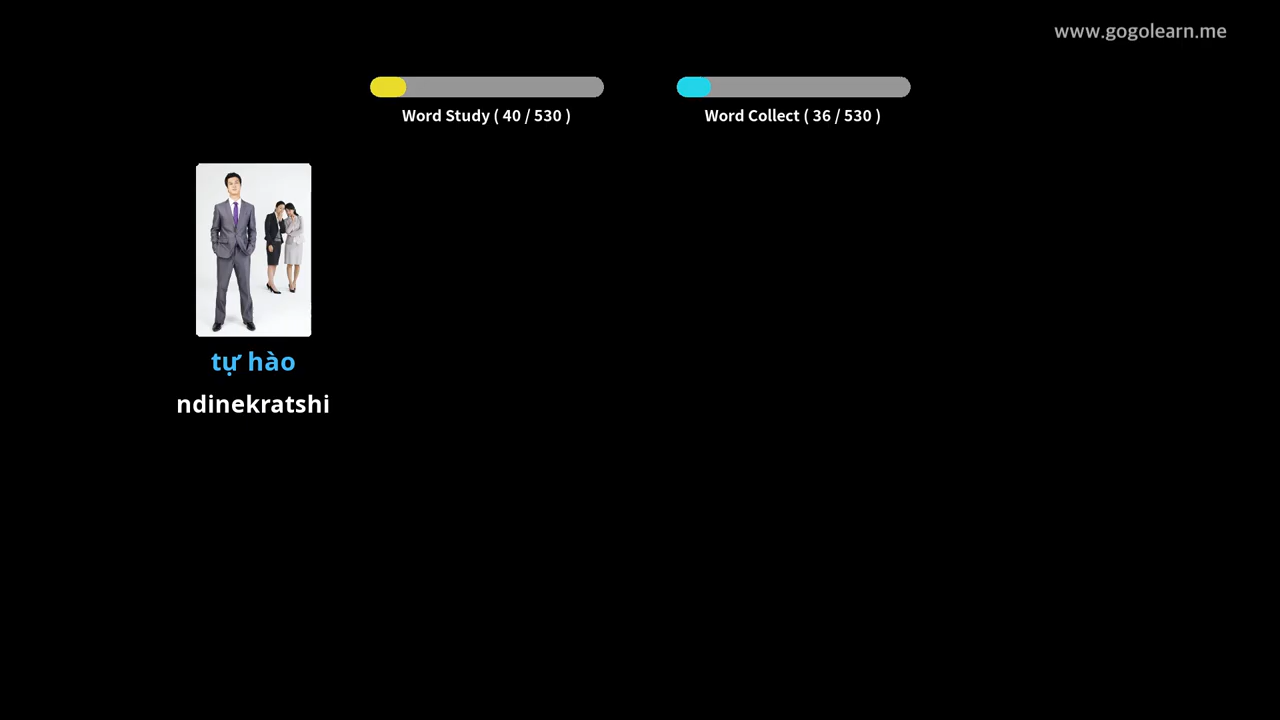 www.gogolearn.me
Word Study ( 40 / 530 )
Word Collect ( 36 / 530 )
tự hào
ndinekratshi